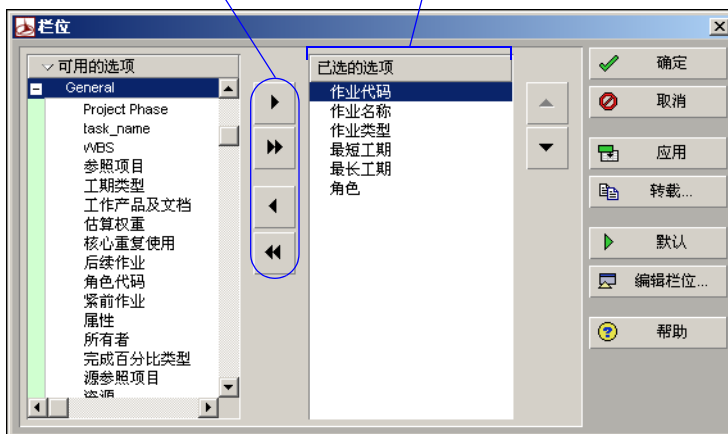 栏位
可用的选项
General
Project Phase
task_name
WBS
参照项目
工期类型
工作产品及文档
估算权重
核心重复使用
后续作业
角色代码
紧前作业
属性
所有者
完成百分比类型
源参照项目
资源
已选的选项
作业代码
作业名称
作业类型
最短工期
最长工期
角色
确定
取消
应用
转载...
默认
编辑栏位...
帮助